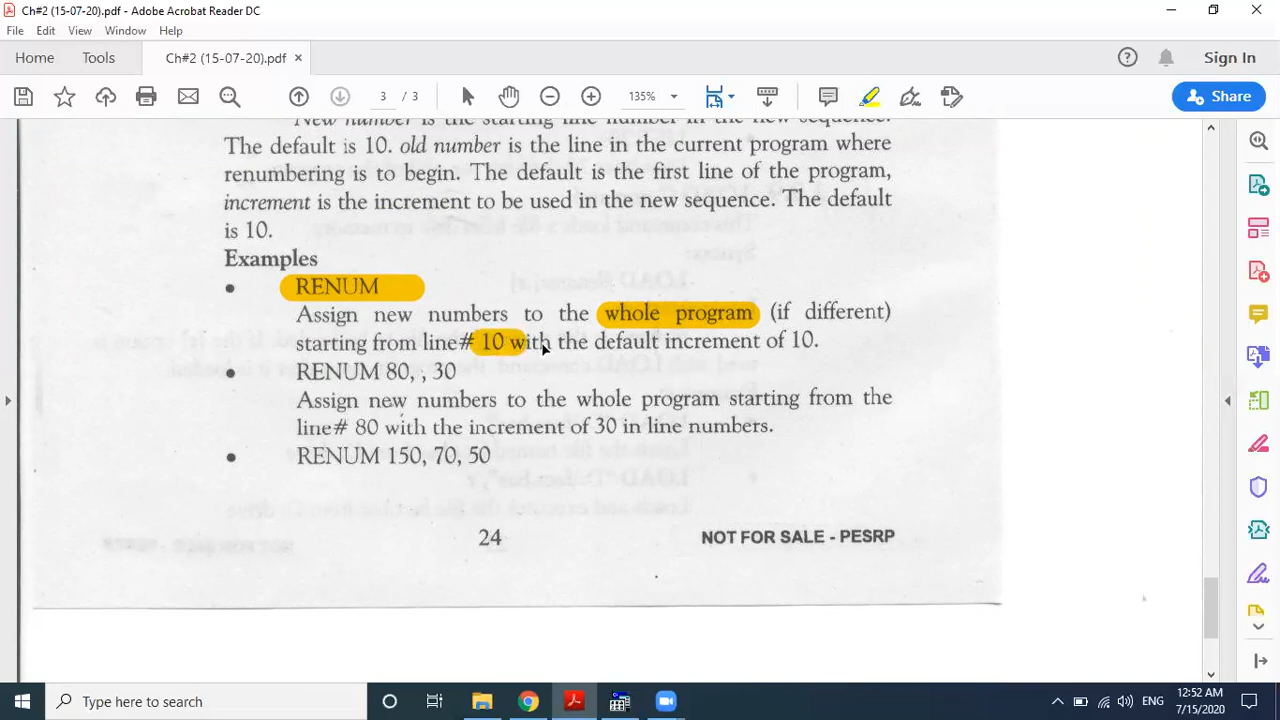 Ch#2 (15-07-20).pdf - Adobe Acrobat Reader DC
File Edit View Window Help
Home Tools Ch#2 (15-07-20).pdf × Sign In
3 / 3 135% Share
New number is the starting line number in the new sequence.
The default is 10. old number is the line in the current program where
renumbering is to begin. The default is the first line of the program,
increment is the increment to be used in the new sequence. The default
is 10.
Examples
• RENUM
Assign new numbers to the whole program (if different)
starting from line# 10 with the default increment of 10.
• RENUM 80, , 30
Assign new numbers to the whole program starting from the
line# 80 with the increment of 30 in line numbers.
• RENUM 150, 70, 50
24 NOT FOR SALE - PESRP
Type here to search ENG 12:52 AM
7/15/2020